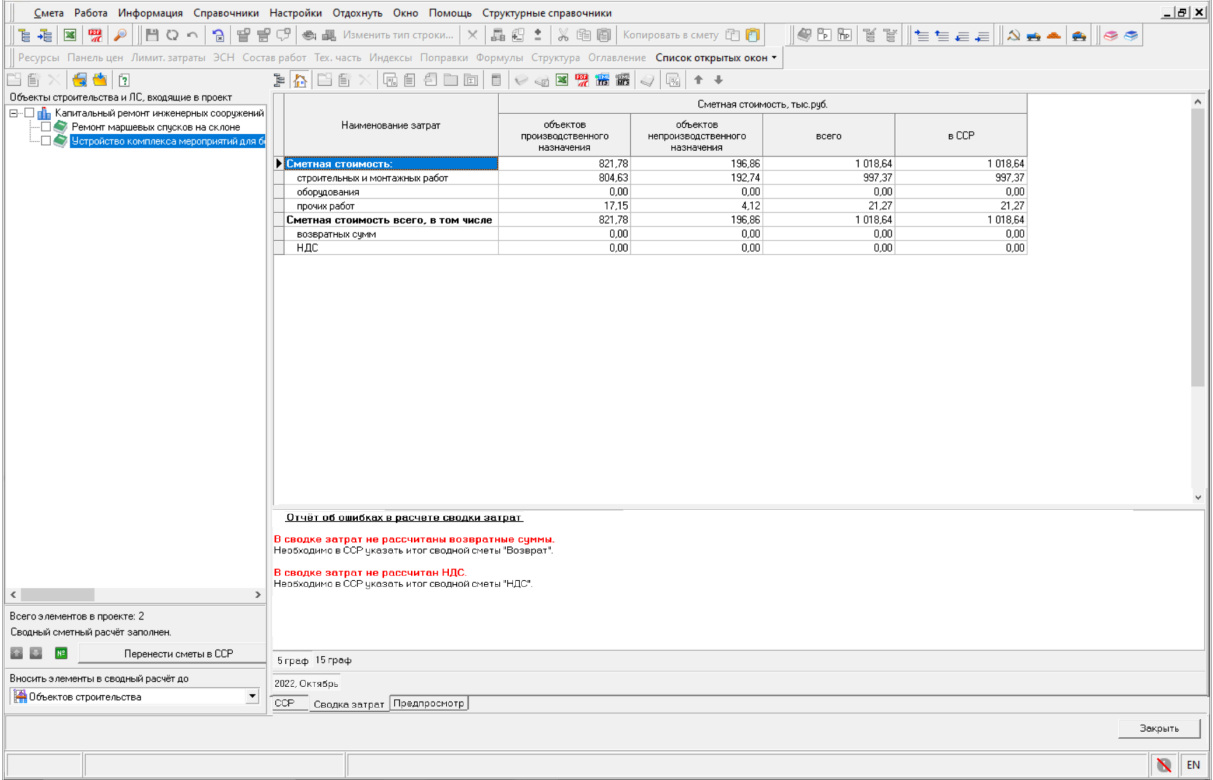 Смета Работа Информация Справочники Настройки Отдохнуть Окно Помощь Структурные справочники
Изменить тип строки... Копировать в смету
Ресурсы Панель цен Лимит. затраты ЭСН Состав работ Тех. часть Индексы Поправки Формулы Структура Оглавление Список открытых окон
Объекты строительства и ЛС, входящие в проект
Капитальный ремонт инженерных сооружений
Ремонт маршевых спусков на склоне
Устройство комплекса мероприятий для б
Наименование затрат
Сметная стоимость, тыс.руб.
объектов производственного назначения
объектов непроизводственного назначения
всего
в ССР
Сметная стоимость: 821,78 196,86 1 018,64 1 018,64
строительных и монтажных работ 804,63 192,74 997,37 997,37
оборудования 0,00 0,00 0,00 0,00
прочих работ 17,15 4,12 21,27 21,27
Сметная стоимость всего, в том числе 821,78 196,86 1 018,64 1 018,64
возвратных сумм 0,00 0,00 0,00 0,00
НДС 0,00 0,00 0,00 0,00
Отчёт об ошибках в расчете сводки затрат
В сводке затрат не рассчитаны возвратные суммы.
Необходимо в ССР указать итог сводной сметы "Возврат".
В сводке затрат не рассчитан НДС.
Необходимо в ССР указать итог сводной сметы "НДС".
Всего элементов в проекте: 2
Сводный сметный расчёт заполнен.
№ Перенести сметы в ССР
Вносить элементы в сводный расчёт до
Объектов строительства
5 граф 15 граф
2022, Октябрь
ССР Сводка затрат Предпросмотр
Закрыть
EN